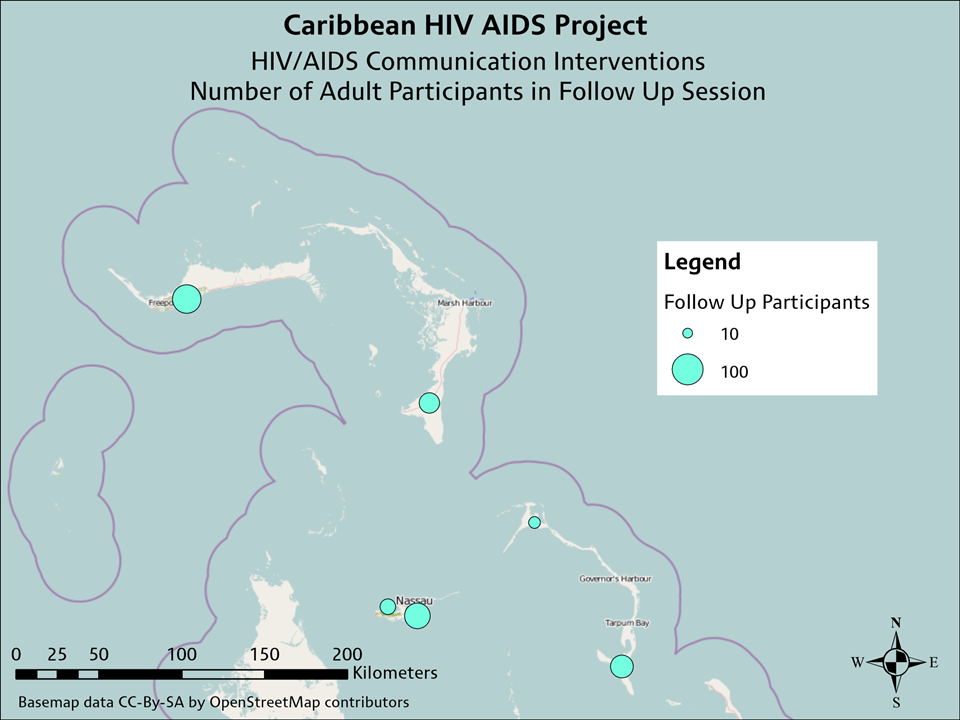 Caribbean HIV AIDS Project
HIV/AIDS Communication Interventions
Number of Adult Participants in Follow Up Session
Legend
Follow Up Participants
10
100
Marsh Harbour
Governor's Harbour
Nassau
Tarpum Bay
N
W E
S
0 25 50 100 150 200
Kilometers
Basemap data CC-By-SA by OpenStreetMap contributors